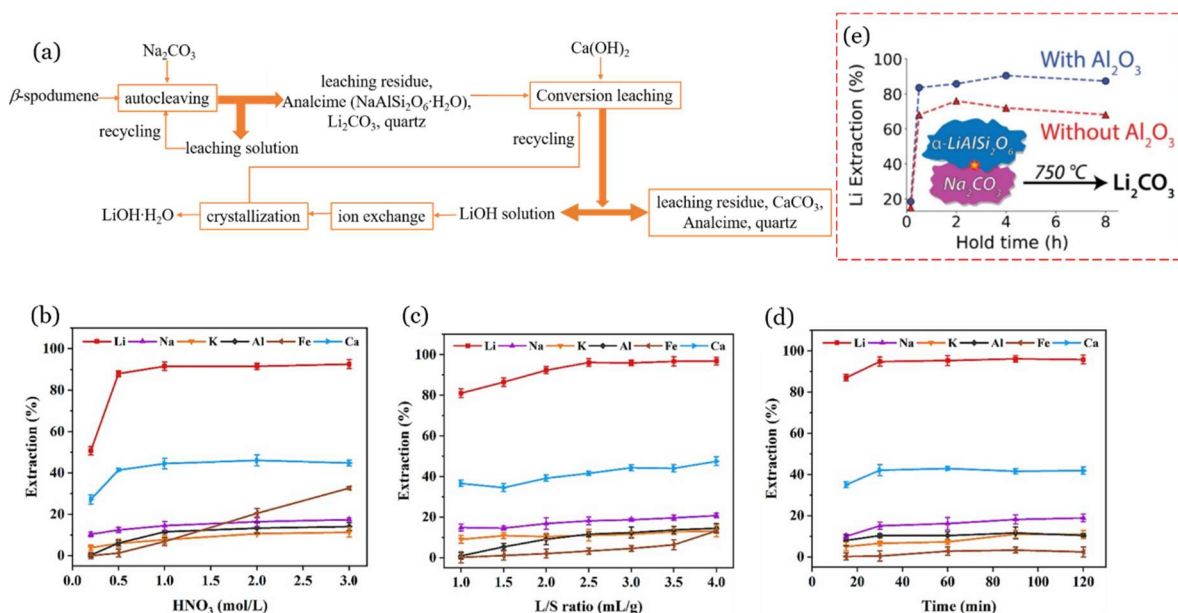 (a)
Na₂CO₃
β-spodumene
autocleaving
recycling
leaching solution
leaching residue,
Analcime (NaAlSi₂O₆·H₂O),
Li₂CO₃, quartz
Ca(OH)₂
Conversion leaching
recycling
LiOH·H₂O
crystallization
ion exchange
LiOH solution
leaching residue, CaCO₃,
Analcime, quartz
(e)
Li Extraction (%)
100
80
60
40
20
With Al₂O₃
Without Al₂O₃
α-LiAlSi₂O₆
Na₂CO₃
750 °C
Li₂CO₃
0 2 4 6 8
Hold time (h)
(b)
Li Na K Al Fe Ca
Extraction (%)
100
80
60
40
20
0
0.0 0.5 1.0 1.5 2.0 2.5 3.0
HNO₃ (mol/L)
(c)
Li Na K Al Fe Ca
Extraction (%)
100
80
60
40
20
0
1.0 1.5 2.0 2.5 3.0 3.5 4.0
L/S ratio (mL/g)
(d)
Li Na K Al Fe Ca
Extraction (%)
100
80
60
40
20
0
0 20 40 60 80 100 120
Time (min)